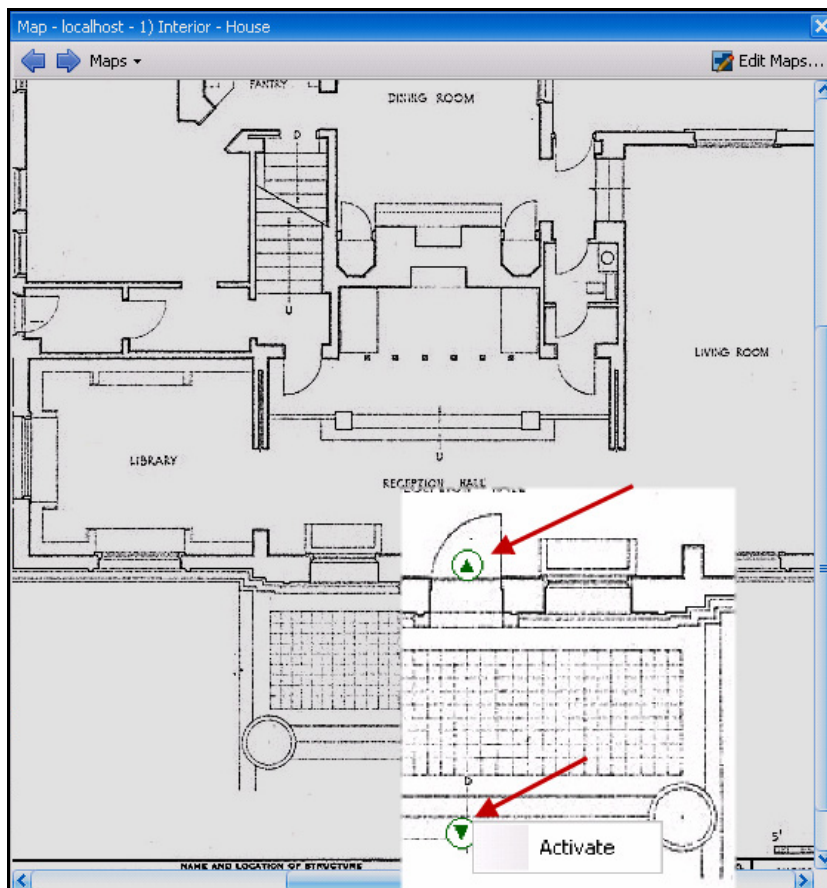 Map - localhost - 1) Interior - House
Maps
Edit Maps...
PANTRY
DINING ROOM
D
U
LIVING ROOM
LIBRARY
U
RECEPTION HALL
D
Activate
5'
NAME AND LOCATION OF STRUCTURE